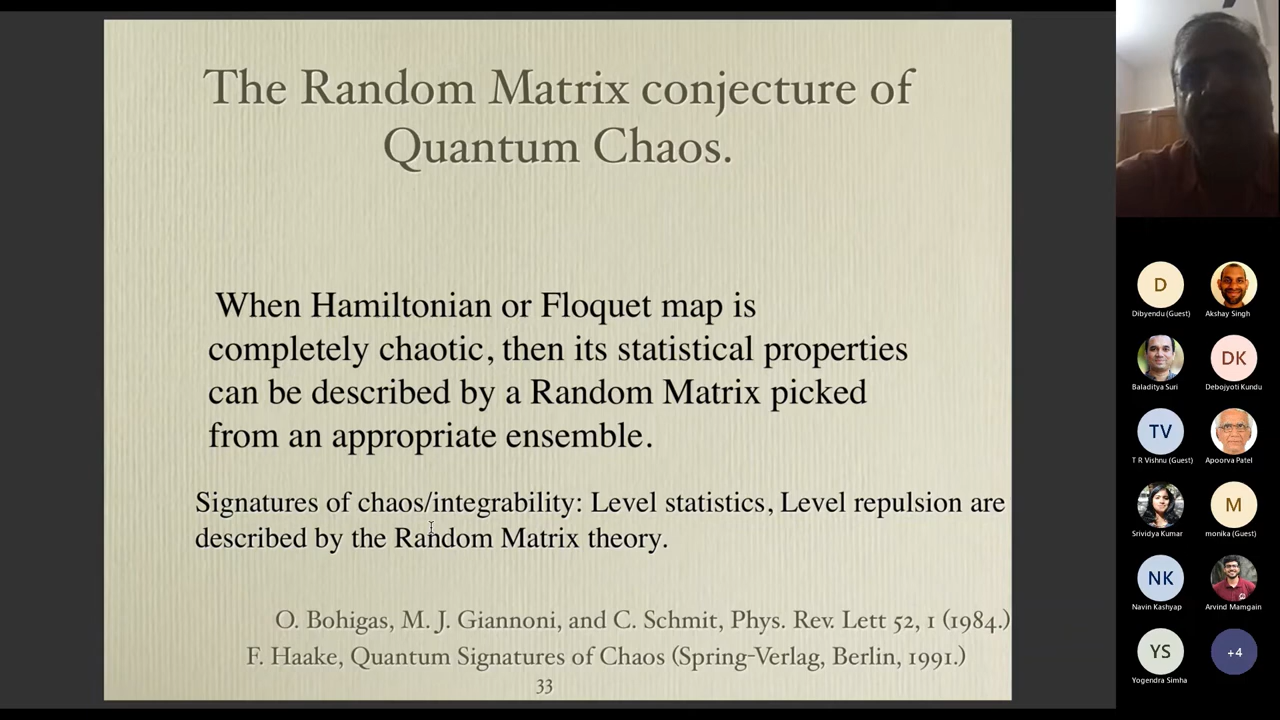 The Random Matrix conjecture of
Quantum Chaos.
When Hamiltonian or Floquet map is
completely chaotic, then its statistical properties
can be described by a Random Matrix picked
from an appropriate ensemble.
Signatures of chaos/integrability: Level statistics, Level repulsion are
described by the Random Matrix theory.
O. Bohigas, M. J. Giannoni, and C. Schmit, Phys. Rev. Lett 52, 1 (1984.)
F. Haake, Quantum Signatures of Chaos (Spring-Verlag, Berlin, 1991.)
33
D
Dibyendu (Guest)
Akshay Singh
Baladitya Suri
DK
Debojyoti Kundu
TV
T R Vishnu (Guest)
Apoorva Patel
Srividya Kumar
M
monika (Guest)
NK
Navin Kashyap
Arvind Mamgain
YS
Yogendra Simha
+4